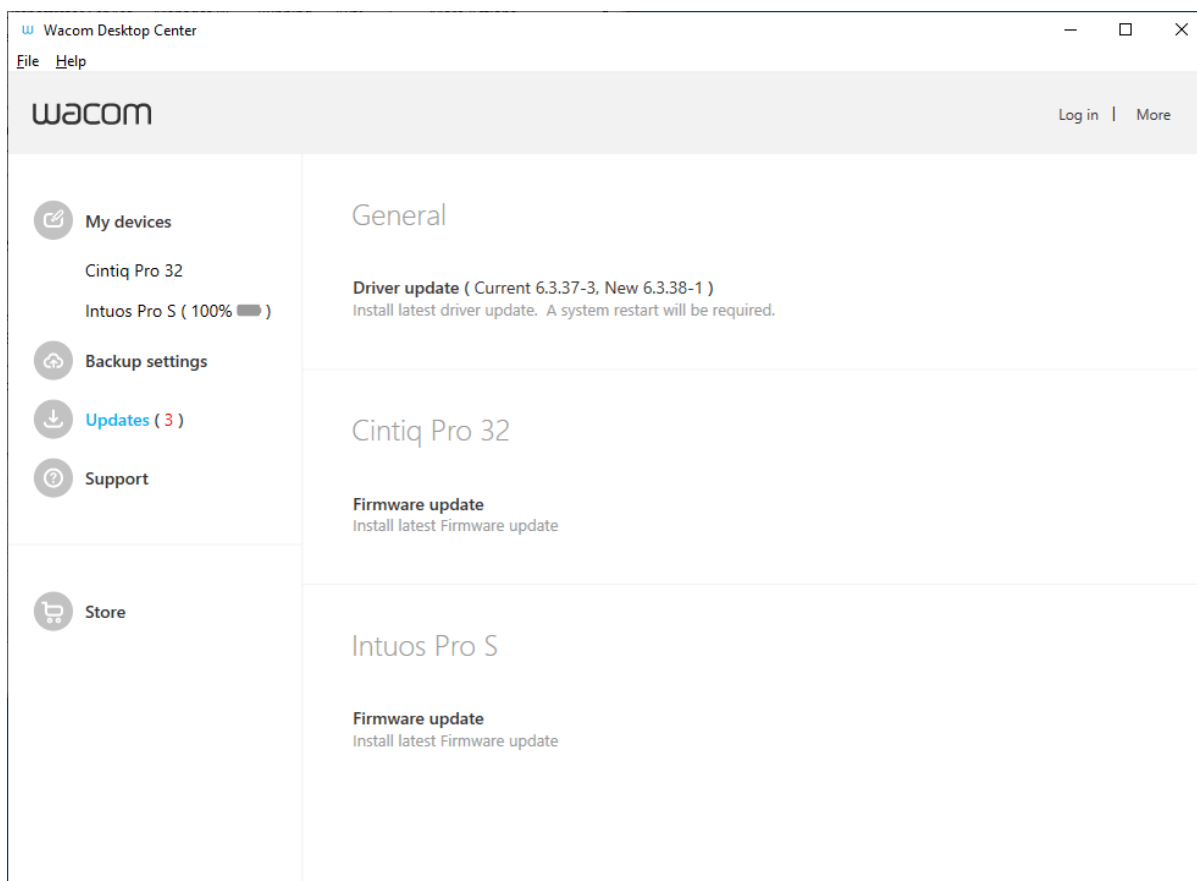 Wacom Desktop Center
File Help
wacom
Log in | More
My devices
Cintiq Pro 32
Intuos Pro S ( 100% )
Backup settings
Updates ( 3 )
Support
Store
General
Driver update ( Current 6.3.37-3, New 6.3.38-1 )
Install latest driver update. A system restart will be required.
Cintiq Pro 32
Firmware update
Install latest Firmware update
Intuos Pro S
Firmware update
Install latest Firmware update